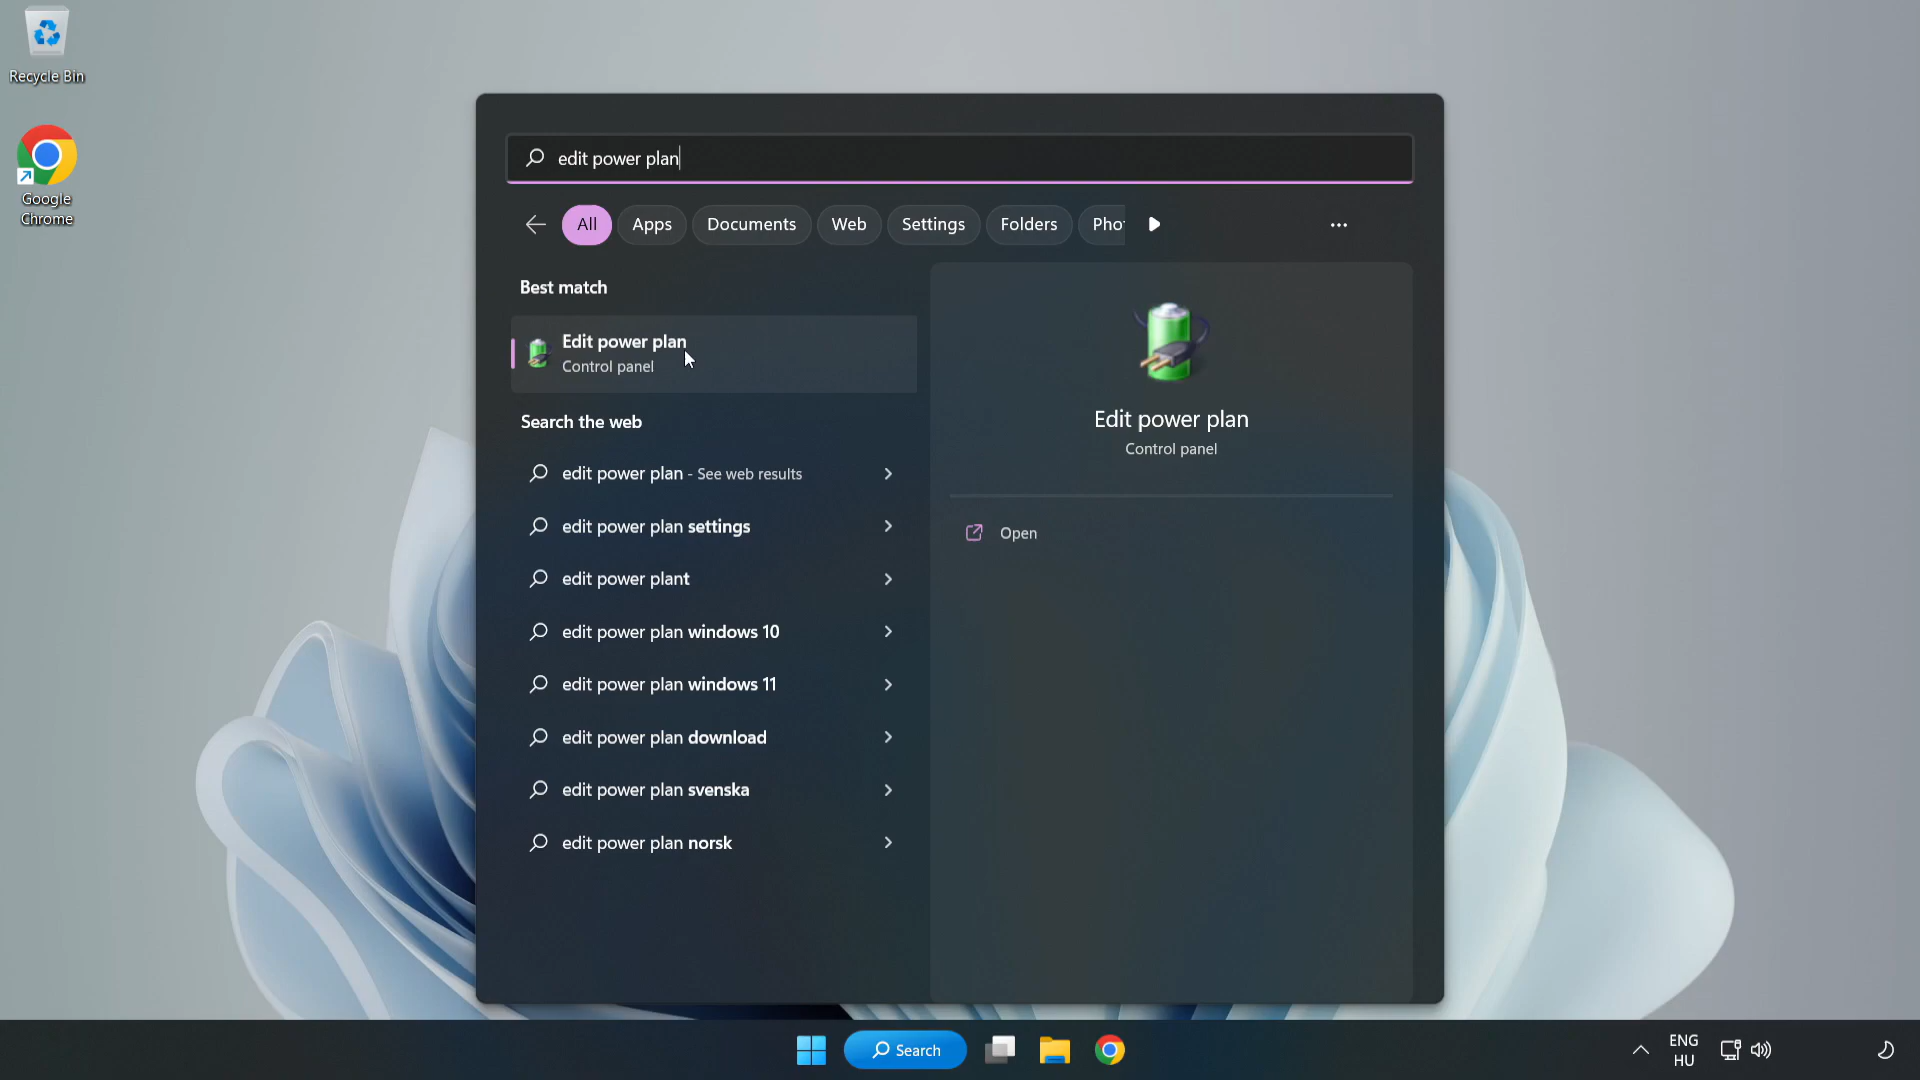 Recycle Bin
Google
Chrome
edit power plan
All Apps Documents Web Settings Folders Pho
Best match
Edit power plan
Control panel
Search the web
edit power plan - See web results
edit power plan settings
edit power plant
edit power plan windows 10
edit power plan windows 11
edit power plan download
edit power plan svenska
edit power plan norsk
Edit power plan
Control panel
Open
Search
ENG
HU